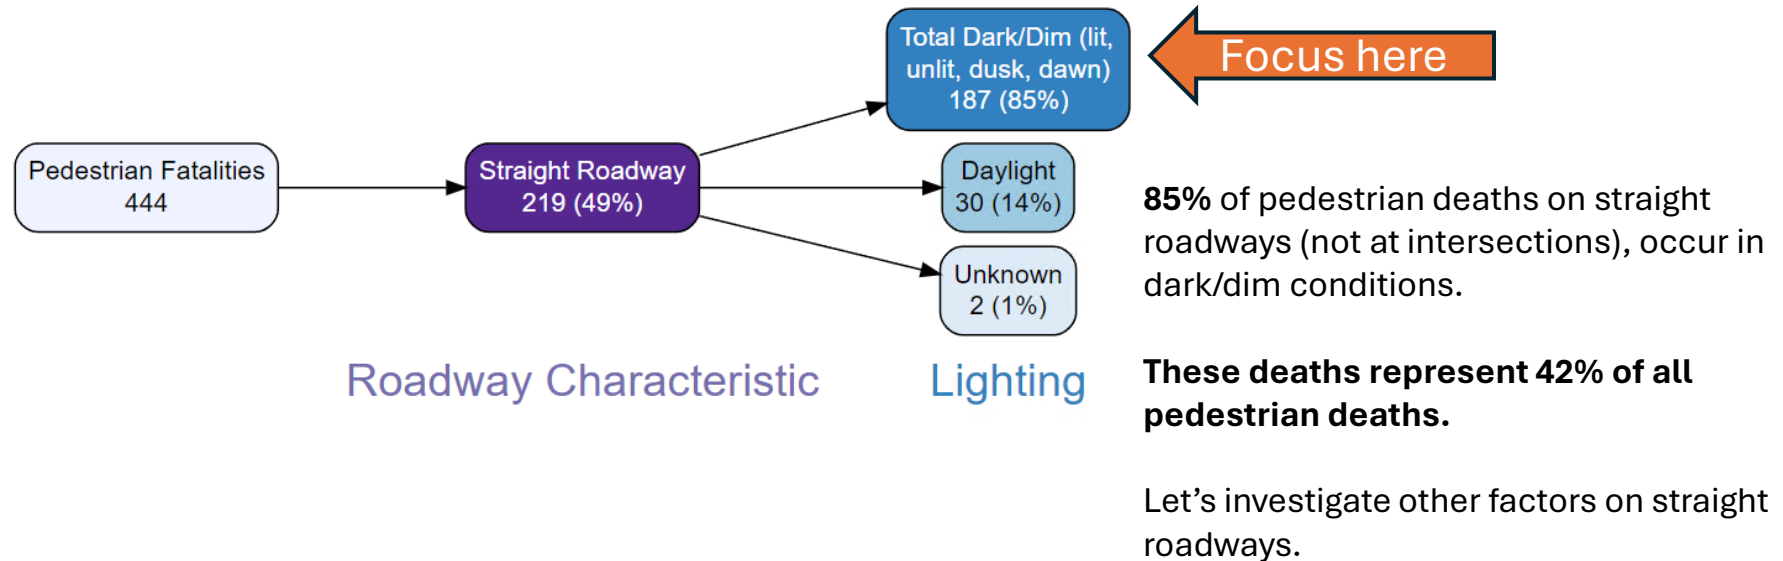 Total Dark/Dim (lit,
unlit, dusk, dawn)
187 (85%)
Focus here
Pedestrian Fatalities
444
Straight Roadway
219 (49%)
Daylight
30 (14%)
Unknown
2 (1%)
Roadway Characteristic
Lighting
85% of pedestrian deaths on straight
roadways (not at intersections), occur in
dark/dim conditions.
These deaths represent 42% of all
pedestrian deaths.
Let’s investigate other factors on straight
roadways.